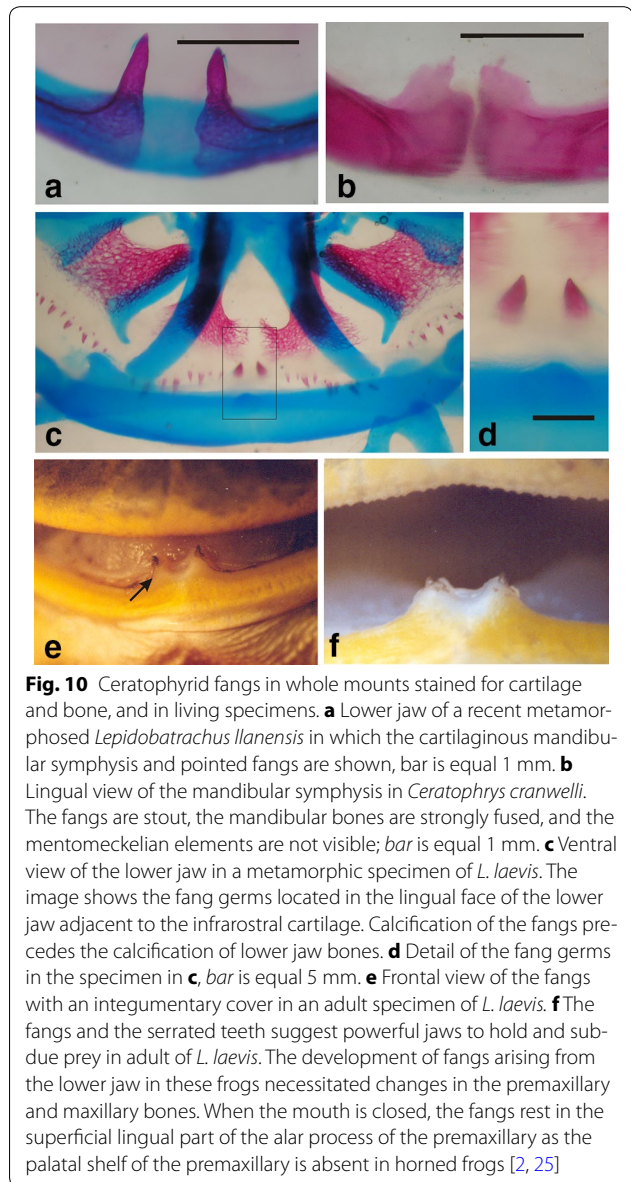 a
b
c
d
e
f
Fig. 10 Ceratophyrid fangs in whole mounts stained for cartilage
and bone, and in living specimens. a Lower jaw of a recent metamor-
phosed Lepidobatrachus llanensis in which the cartilaginous mandibu-
lar symphysis and pointed fangs are shown, bar is equal 1 mm. b
Lingual view of the mandibular symphysis in Ceratophrys cranwelli.
The fangs are stout, the mandibular bones are strongly fused, and the
mentomeckelian elements are not visible; bar is equal 1 mm. c Ventral
view of the lower jaw in a metamorphic specimen of L. laevis. The
image shows the fang germs located in the lingual face of the lower
jaw adjacent to the infrarostral cartilage. Calcification of the fangs pre-
cedes the calcification of lower jaw bones. d Detail of the fang germs
in the specimen in c, bar is equal 5 mm. e Frontal view of the fangs
with an integumentary cover in an adult specimen of L. laevis. f The
fangs and the serrated teeth suggest powerful jaws to hold and sub-
due prey in adult of L. laevis. The development of fangs arising from
the lower jaw in these frogs necessitated changes in the premaxillary
and maxillary bones. When the mouth is closed, the fangs rest in the
superficial lingual part of the alar process of the premaxillary as the
palatal shelf of the premaxillary is absent in horned frogs [2, 25]